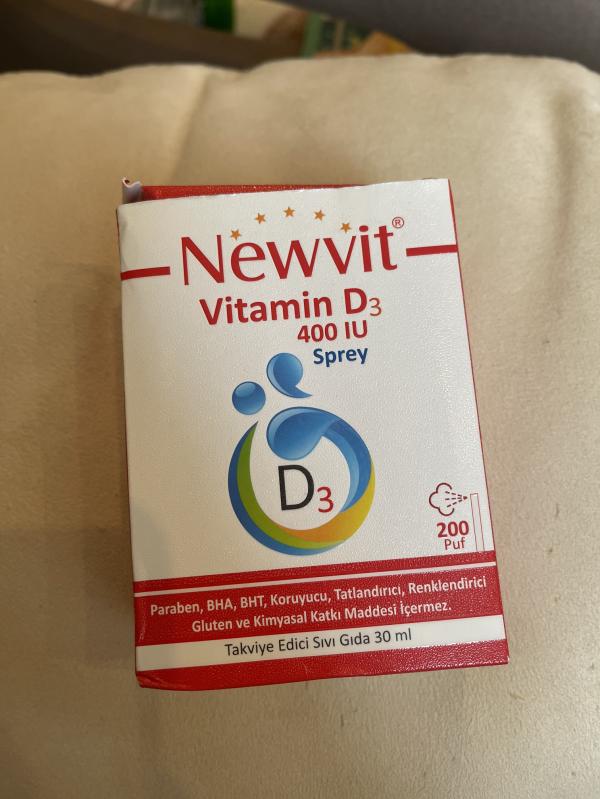 Newvit®
Vitamin D3
400 IU
Sprey
D3
200
Puf
Paraben, BHA, BHT, Koruyucu, Tatlandırıcı, Renklendirici
Gluten ve Kimyasal Katkı Maddesi İçermez.
Takviye Edici Sıvı Gıda 30 ml